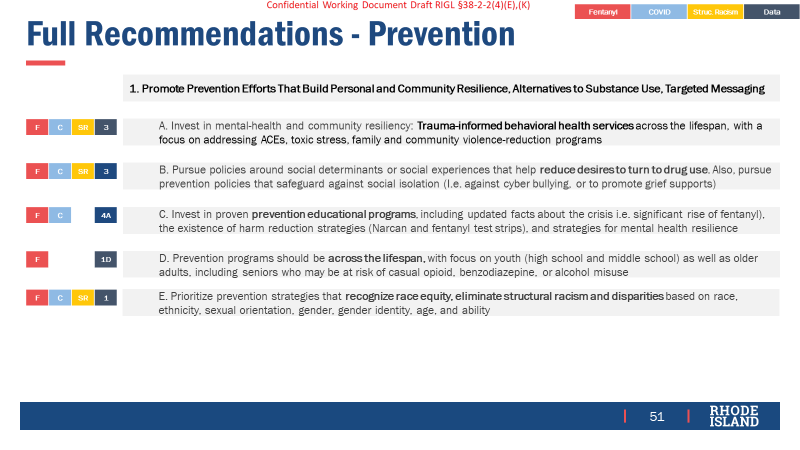 Confidential Working Document Draft RIGL §38-2-2(4)(E),(K)
Fentanyl COVID Struc. Racism Data
Full Recommendations - Prevention
1. Promote Prevention Efforts That Build Personal and Community Resilience, Alternatives to Substance Use, Targeted Messaging
F C SR 3
A. Invest in mental-health and community resiliency: Trauma-informed behavioral health services across the lifespan, with a
focus on addressing ACEs, toxic stress, family and community violence-reduction programs
F C SR 3
B. Pursue policies around social determinants or social experiences that help reduce desires to turn to drug use. Also, pursue
prevention policies that safeguard against social isolation (I.e. against cyber bullying, or to promote grief supports)
F C 4A
C. Invest in proven prevention educational programs, including updated facts about the crisis i.e. significant rise of fentanyl),
the existence of harm reduction strategies (Narcan and fentanyl test strips), and strategies for mental health resilience
F 1D
D. Prevention programs should be across the lifespan, with focus on youth (high school and middle school) as well as older
adults, including seniors who may be at risk of casual opioid, benzodiazepine, or alcohol misuse
F C SR 1
E. Prioritize prevention strategies that recognize race equity, eliminate structural racism and disparities based on race,
ethnicity, sexual orientation, gender, gender identity, age, and ability
51
RHODE
ISLAND